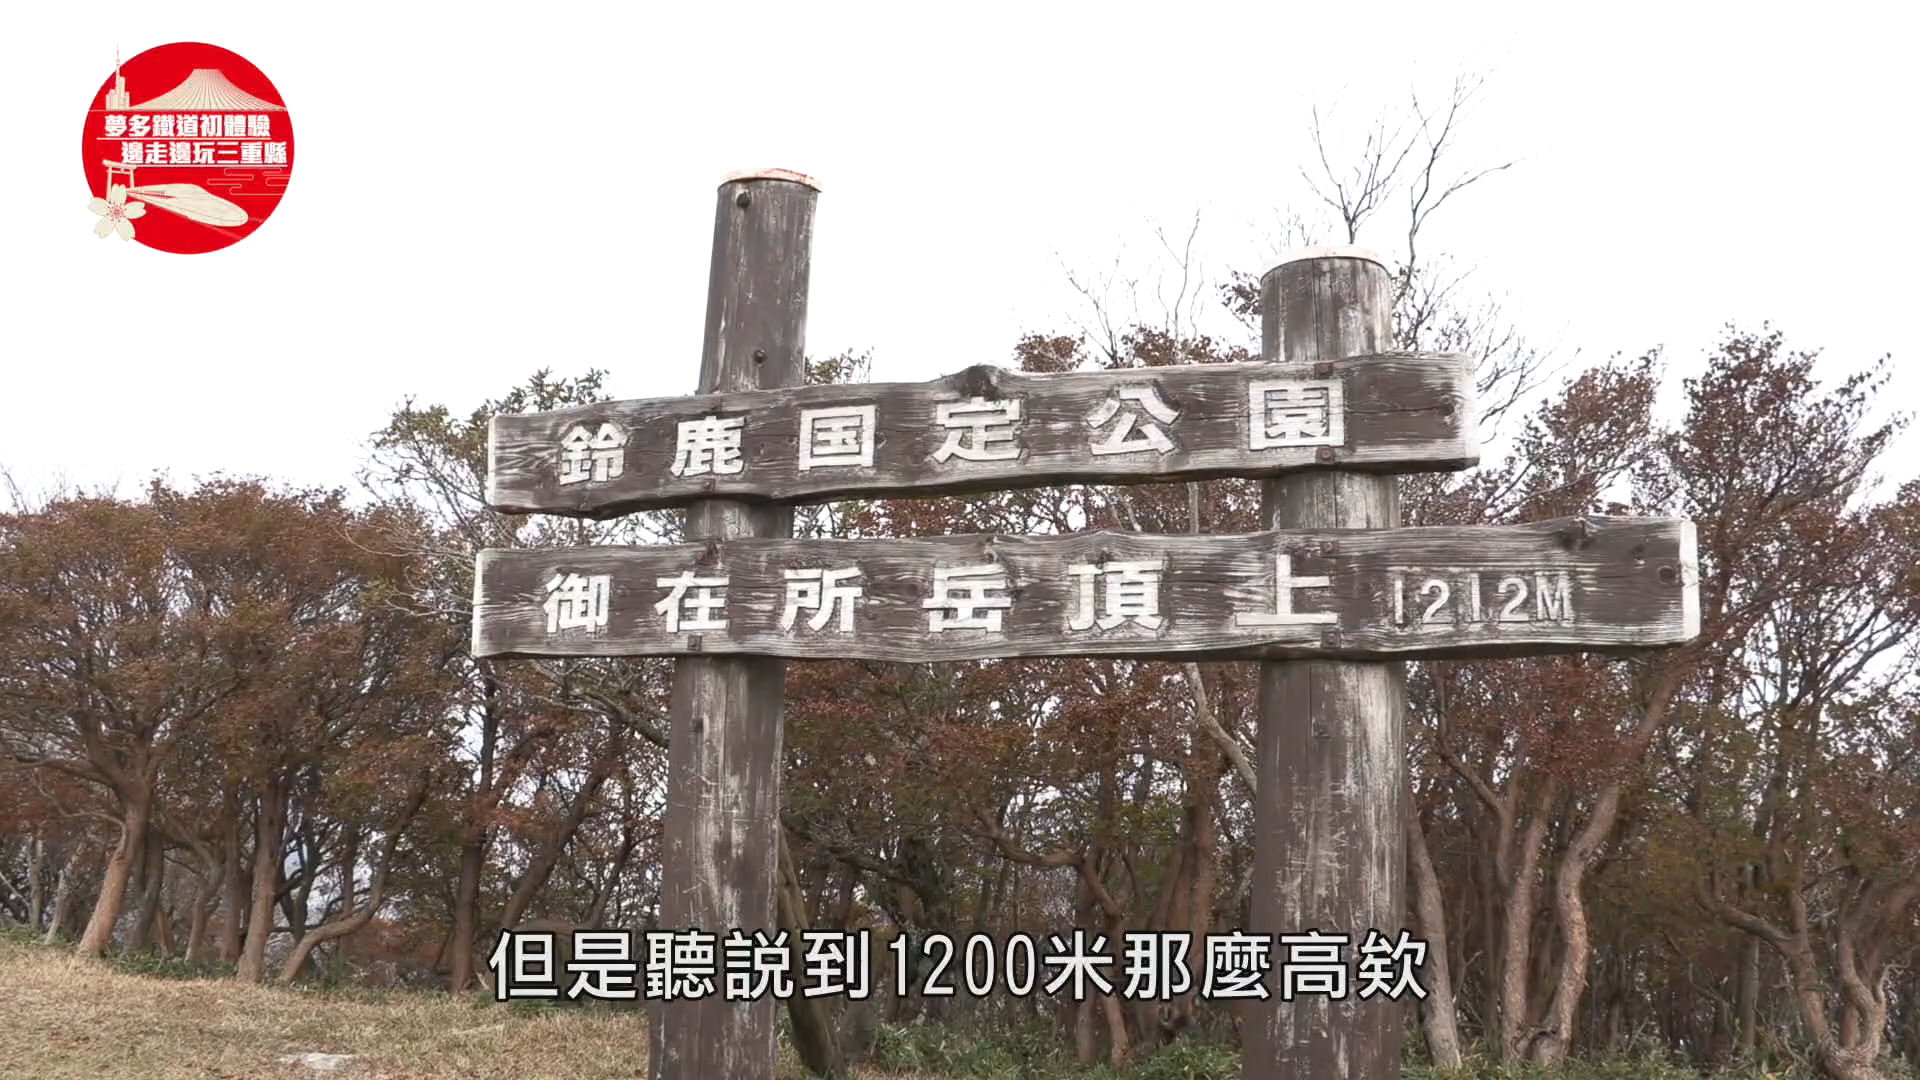 夢多鐵道初體驗
邊走邊玩三重縣
鈴鹿国定公園
御在所岳頂上 1212M
但是聽説到1200米那麼高欸